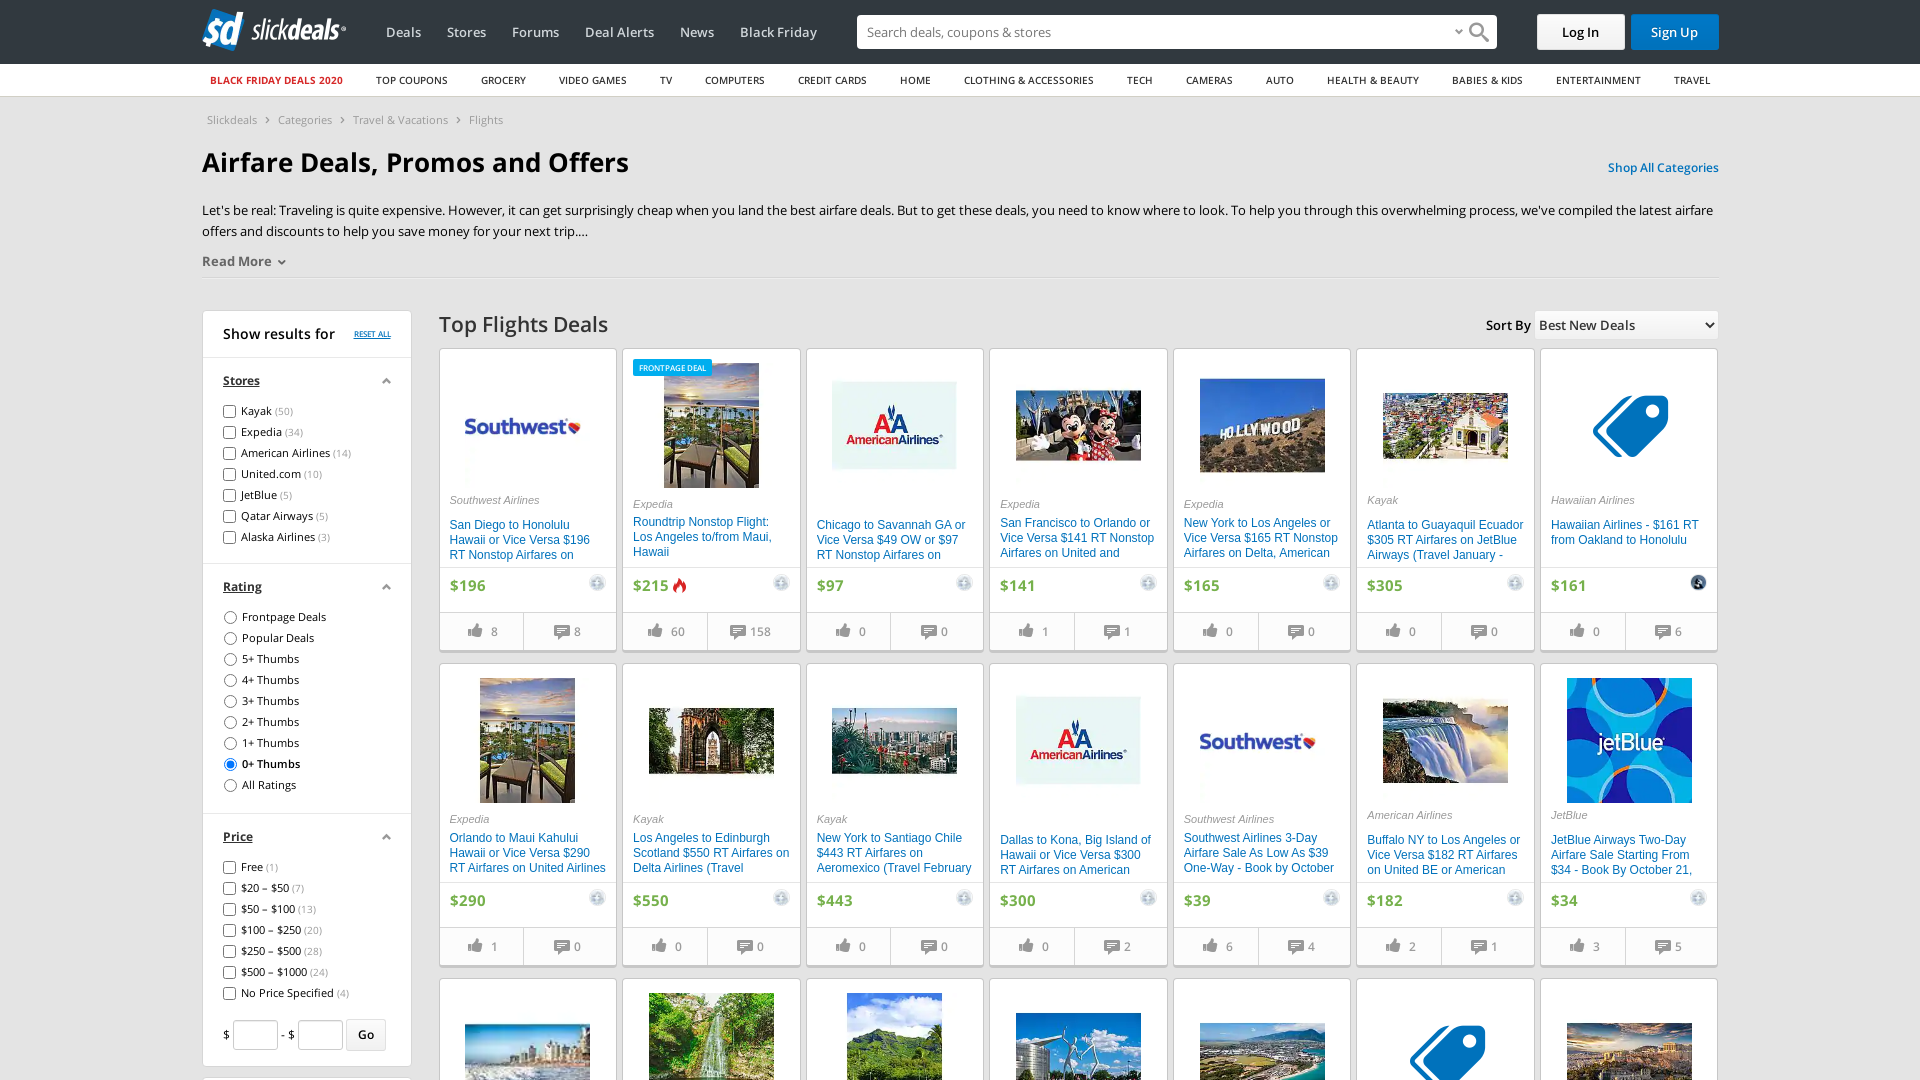 sd slickdeals
Deals
Stores
Forums
Deal Alerts
News
Black Friday
Search deals, coupons & stores
Log In
Sign Up
BLACK FRIDAY DEALS 2020
TOP COUPONS
GROCERY
VIDEO GAMES
TV
COMPUTERS
CREDIT CARDS
HOME
CLOTHING & ACCESSORIES
TECH
CAMERAS
AUTO
HEALTH & BEAUTY
BABIES & KIDS
ENTERTAINMENT
TRAVEL
Slickdeals > Categories > Travel & Vacations > Flights
Airfare Deals, Promos and Offers
Shop All Categories
Let's be real: Traveling is quite expensive. However, it can get surprisingly cheap when you land the best airfare deals. But to get these deals, you need to know where to look. To help you through this overwhelming process, we've compiled the latest airfare
offers and discounts to help you save money for your next trip....
Read More
Show results for
RESET ALL
Stores
Kayak (50)
Expedia (34)
American Airlines (14)
United.com (10)
JetBlue (5)
Qatar Airways (5)
Alaska Airlines (3)
Rating
Frontpage Deals
Popular Deals
5+ Thumbs
4+ Thumbs
3+ Thumbs
2+ Thumbs
1+ Thumbs
0+ Thumbs
All Ratings
Price
Free (1)
$20 – $50 (7)
$50 – $100 (13)
$100 – $250 (20)
$250 – $500 (28)
$500 – $1000 (24)
No Price Specified (4)
$ - $ Go
Top Flights Deals
Sort By Best New Deals
Southwest
Southwest Airlines
San Diego to Honolulu
Hawaii or Vice Versa $196
RT Nonstop Airfares on
$196
8
8
FRONTPAGE DEAL
Expedia
Roundtrip Nonstop Flight:
Los Angeles to/from Maui,
Hawaii
$215
60
158
AA
AmericanAirlines
Chicago to Savannah GA or
Vice Versa $49 OW or $97
RT Nonstop Airfares on
$97
0
0
Expedia
San Francisco to Orlando or
Vice Versa $141 RT Nonstop
Airfares on United and
$141
1
1
HOLLYWOOD
Expedia
New York to Los Angeles or
Vice Versa $165 RT Nonstop
Airfares on Delta, American
$165
0
0
Kayak
Atlanta to Guayaquil Ecuador
$305 RT Airfares on JetBlue
Airways (Travel January -
$305
0
0
Hawaiian Airlines
Hawaiian Airlines - $161 RT
from Oakland to Honolulu
$161
0
6
Expedia
Orlando to Maui Kahului
Hawaii or Vice Versa $290
RT Airfares on United Airlines
$290
1
0
Kayak
Los Angeles to Edinburgh
Scotland $550 RT Airfares on
Delta Airlines (Travel
$550
0
0
Kayak
New York to Santiago Chile
$443 RT Airfares on
Aeromexico (Travel February
$443
0
0
AA
AmericanAirlines
Dallas to Kona, Big Island of
Hawaii or Vice Versa $300
RT Airfares on American
$300
0
2
Southwest
Southwest Airlines
Southwest Airlines 3-Day
Airfare Sale As Low As $39
One-Way - Book by October
$39
6
4
American Airlines
Buffalo NY to Los Angeles or
Vice Versa $182 RT Airfares
on United BE or American
$182
2
1
jetBlue
JetBlue
JetBlue Airways Two-Day
Airfare Sale Starting From
$34 - Book By October 21,
$34
3
5